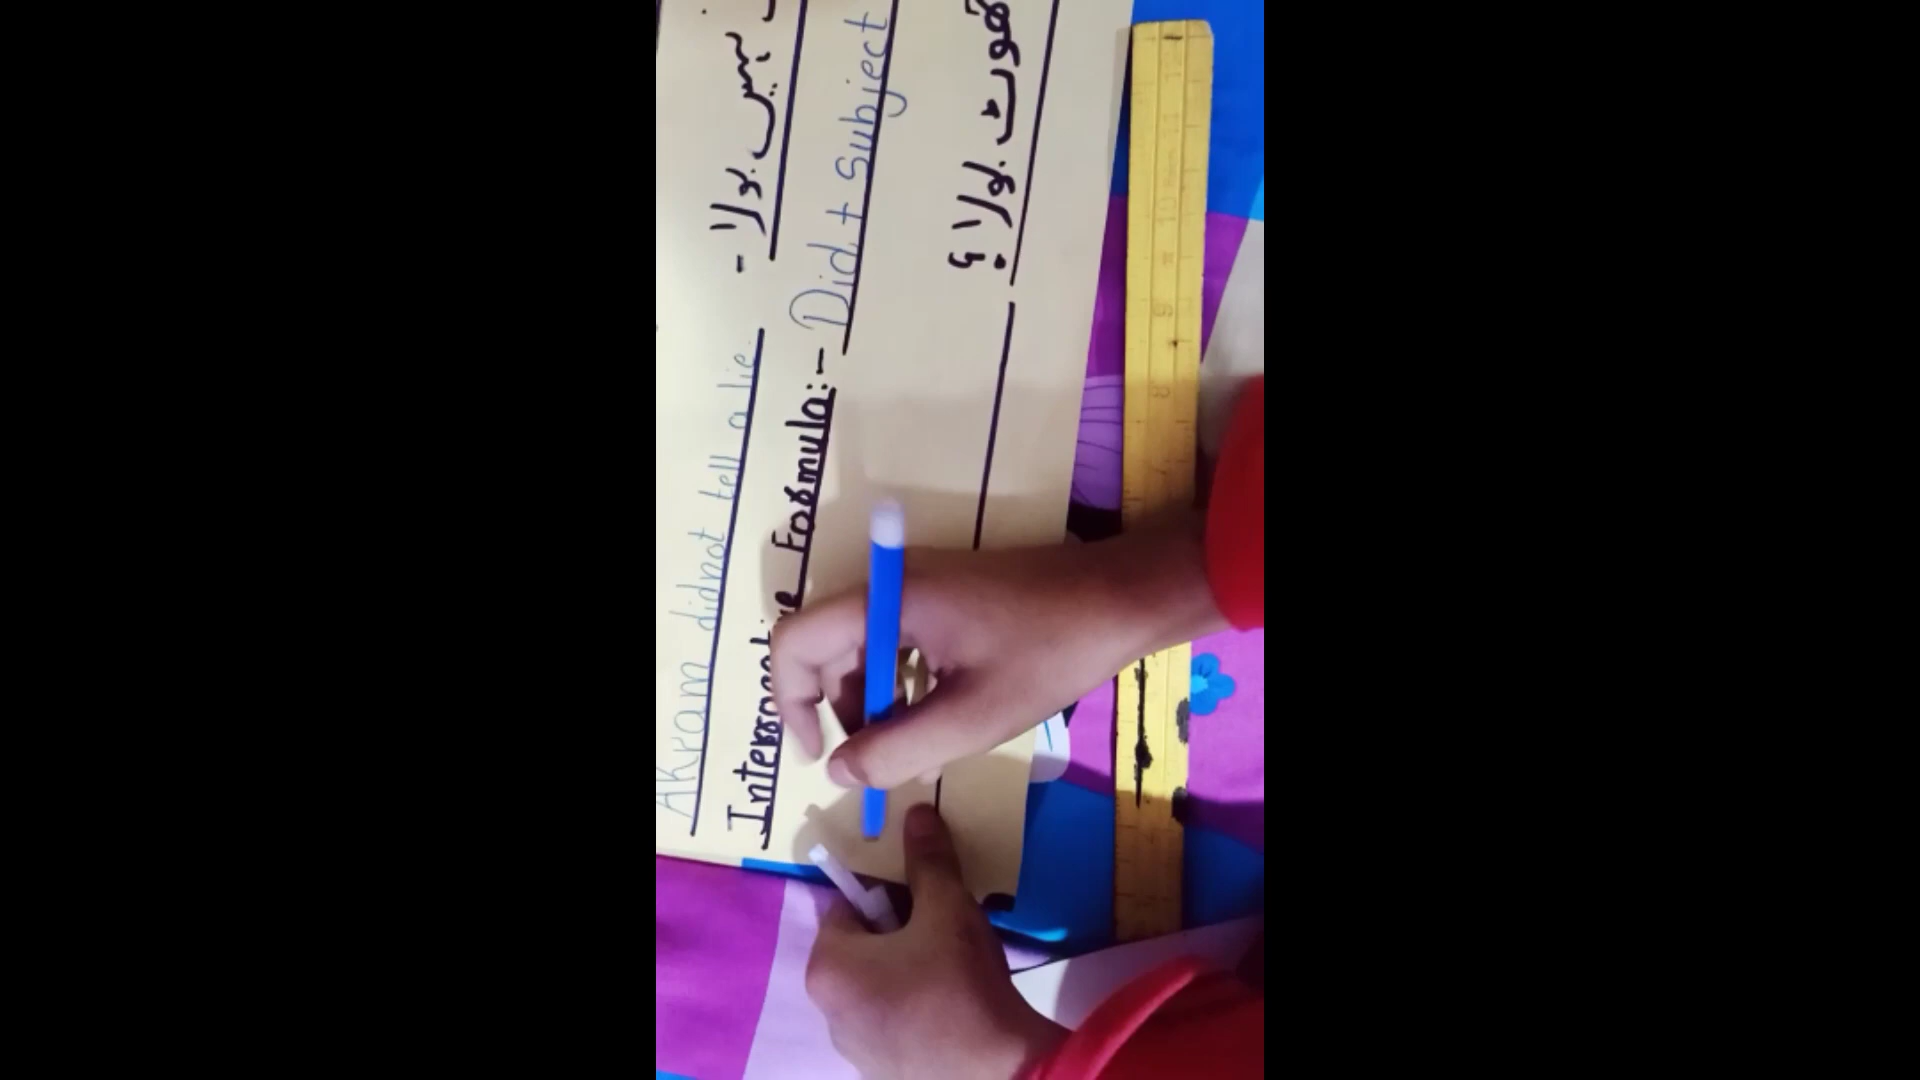 نہیں بولا -
Akram didnot tell a lie.
Interrogative Formula:- Did + Subject
جھوٹ بولا ؟